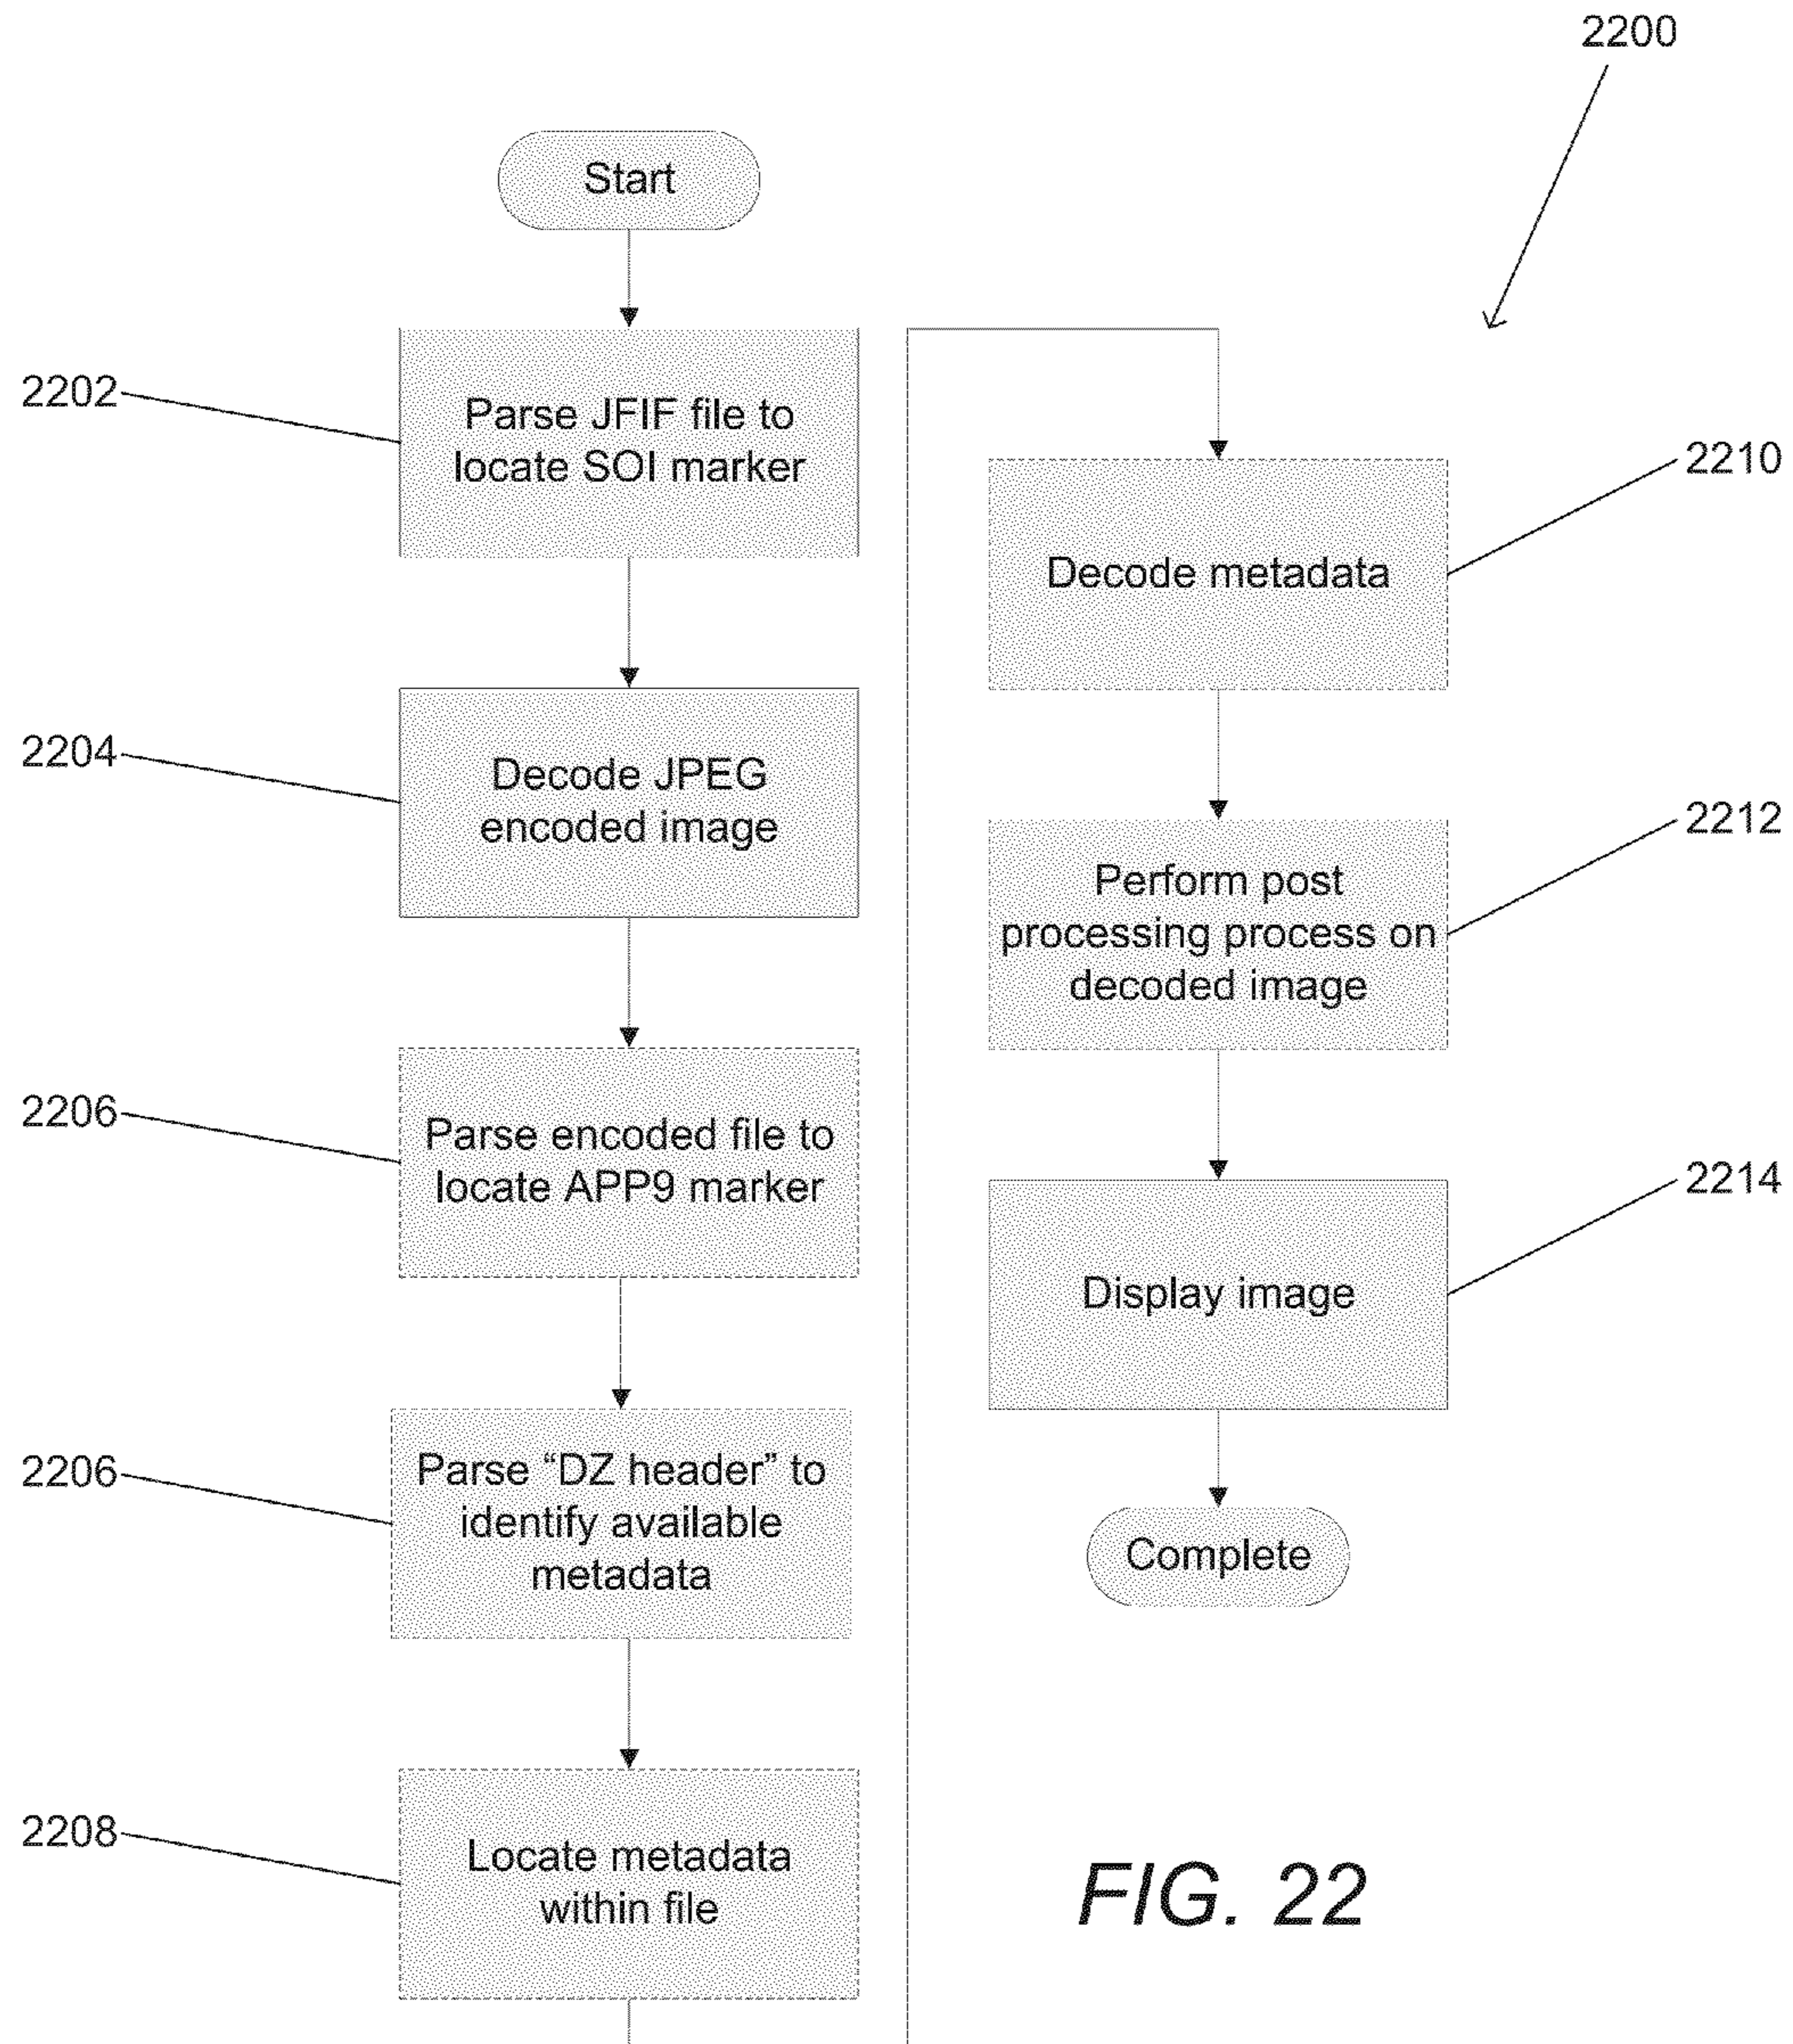 2200
Start
2202
Parse JFIF file to
locate SOI marker
2204
Decode JPEG
encoded image
2206
Parse encoded file to
locate APP9 marker
2206
Parse “DZ header” to
identify available
metadata
2208
Locate metadata
within file
2210
Decode metadata
2212
Perform post
processing process on
decoded image
2214
Display image
Complete
FIG. 22